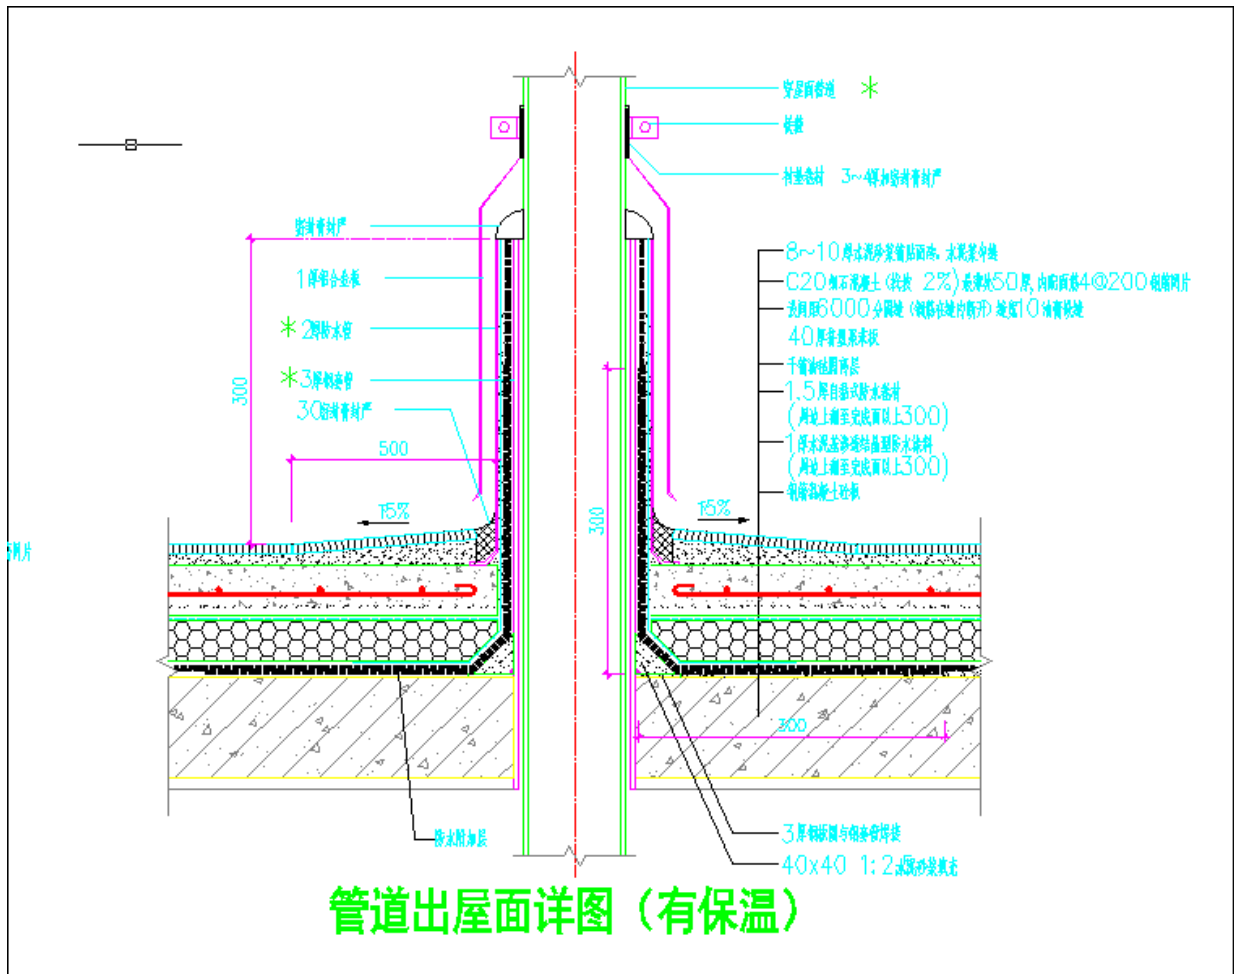 穿屋面管道
铁箍
衬垫卷材 3~4厚加密封膏封严
密封膏封严
1厚铝合金板
2厚防水管
3厚钢套管
30密封膏封严
300
500
15%
15%
300
8~10厚水泥砂浆铺贴面砖，水泥浆勾缝
C20细石混凝土(找坡 2%)最薄处50厚,内配双向4@200钢筋网片
设间距6000分隔缝(钢筋在缝内断开)缝宽10油膏嵌缝
40厚挤塑聚苯板
干铺油毡隔离层
1.5厚自粘式防水卷材
(周边上翻至完成面以上300)
1厚水泥基渗透结晶型防水涂料
(周边上翻至完成面以上300)
钢筋混凝土砼板
300
防水附加层
3厚钢板圈与钢套管焊接
40x40 1:2.5水泥砂浆填充
管道出屋面详图（有保温）